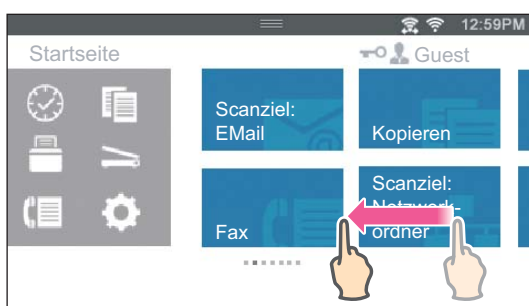 12:59PM
Startseite
Guest
Scanziel:
EMail
Kopieren
Fax
Scanziel:
Netzwerk-
ordner